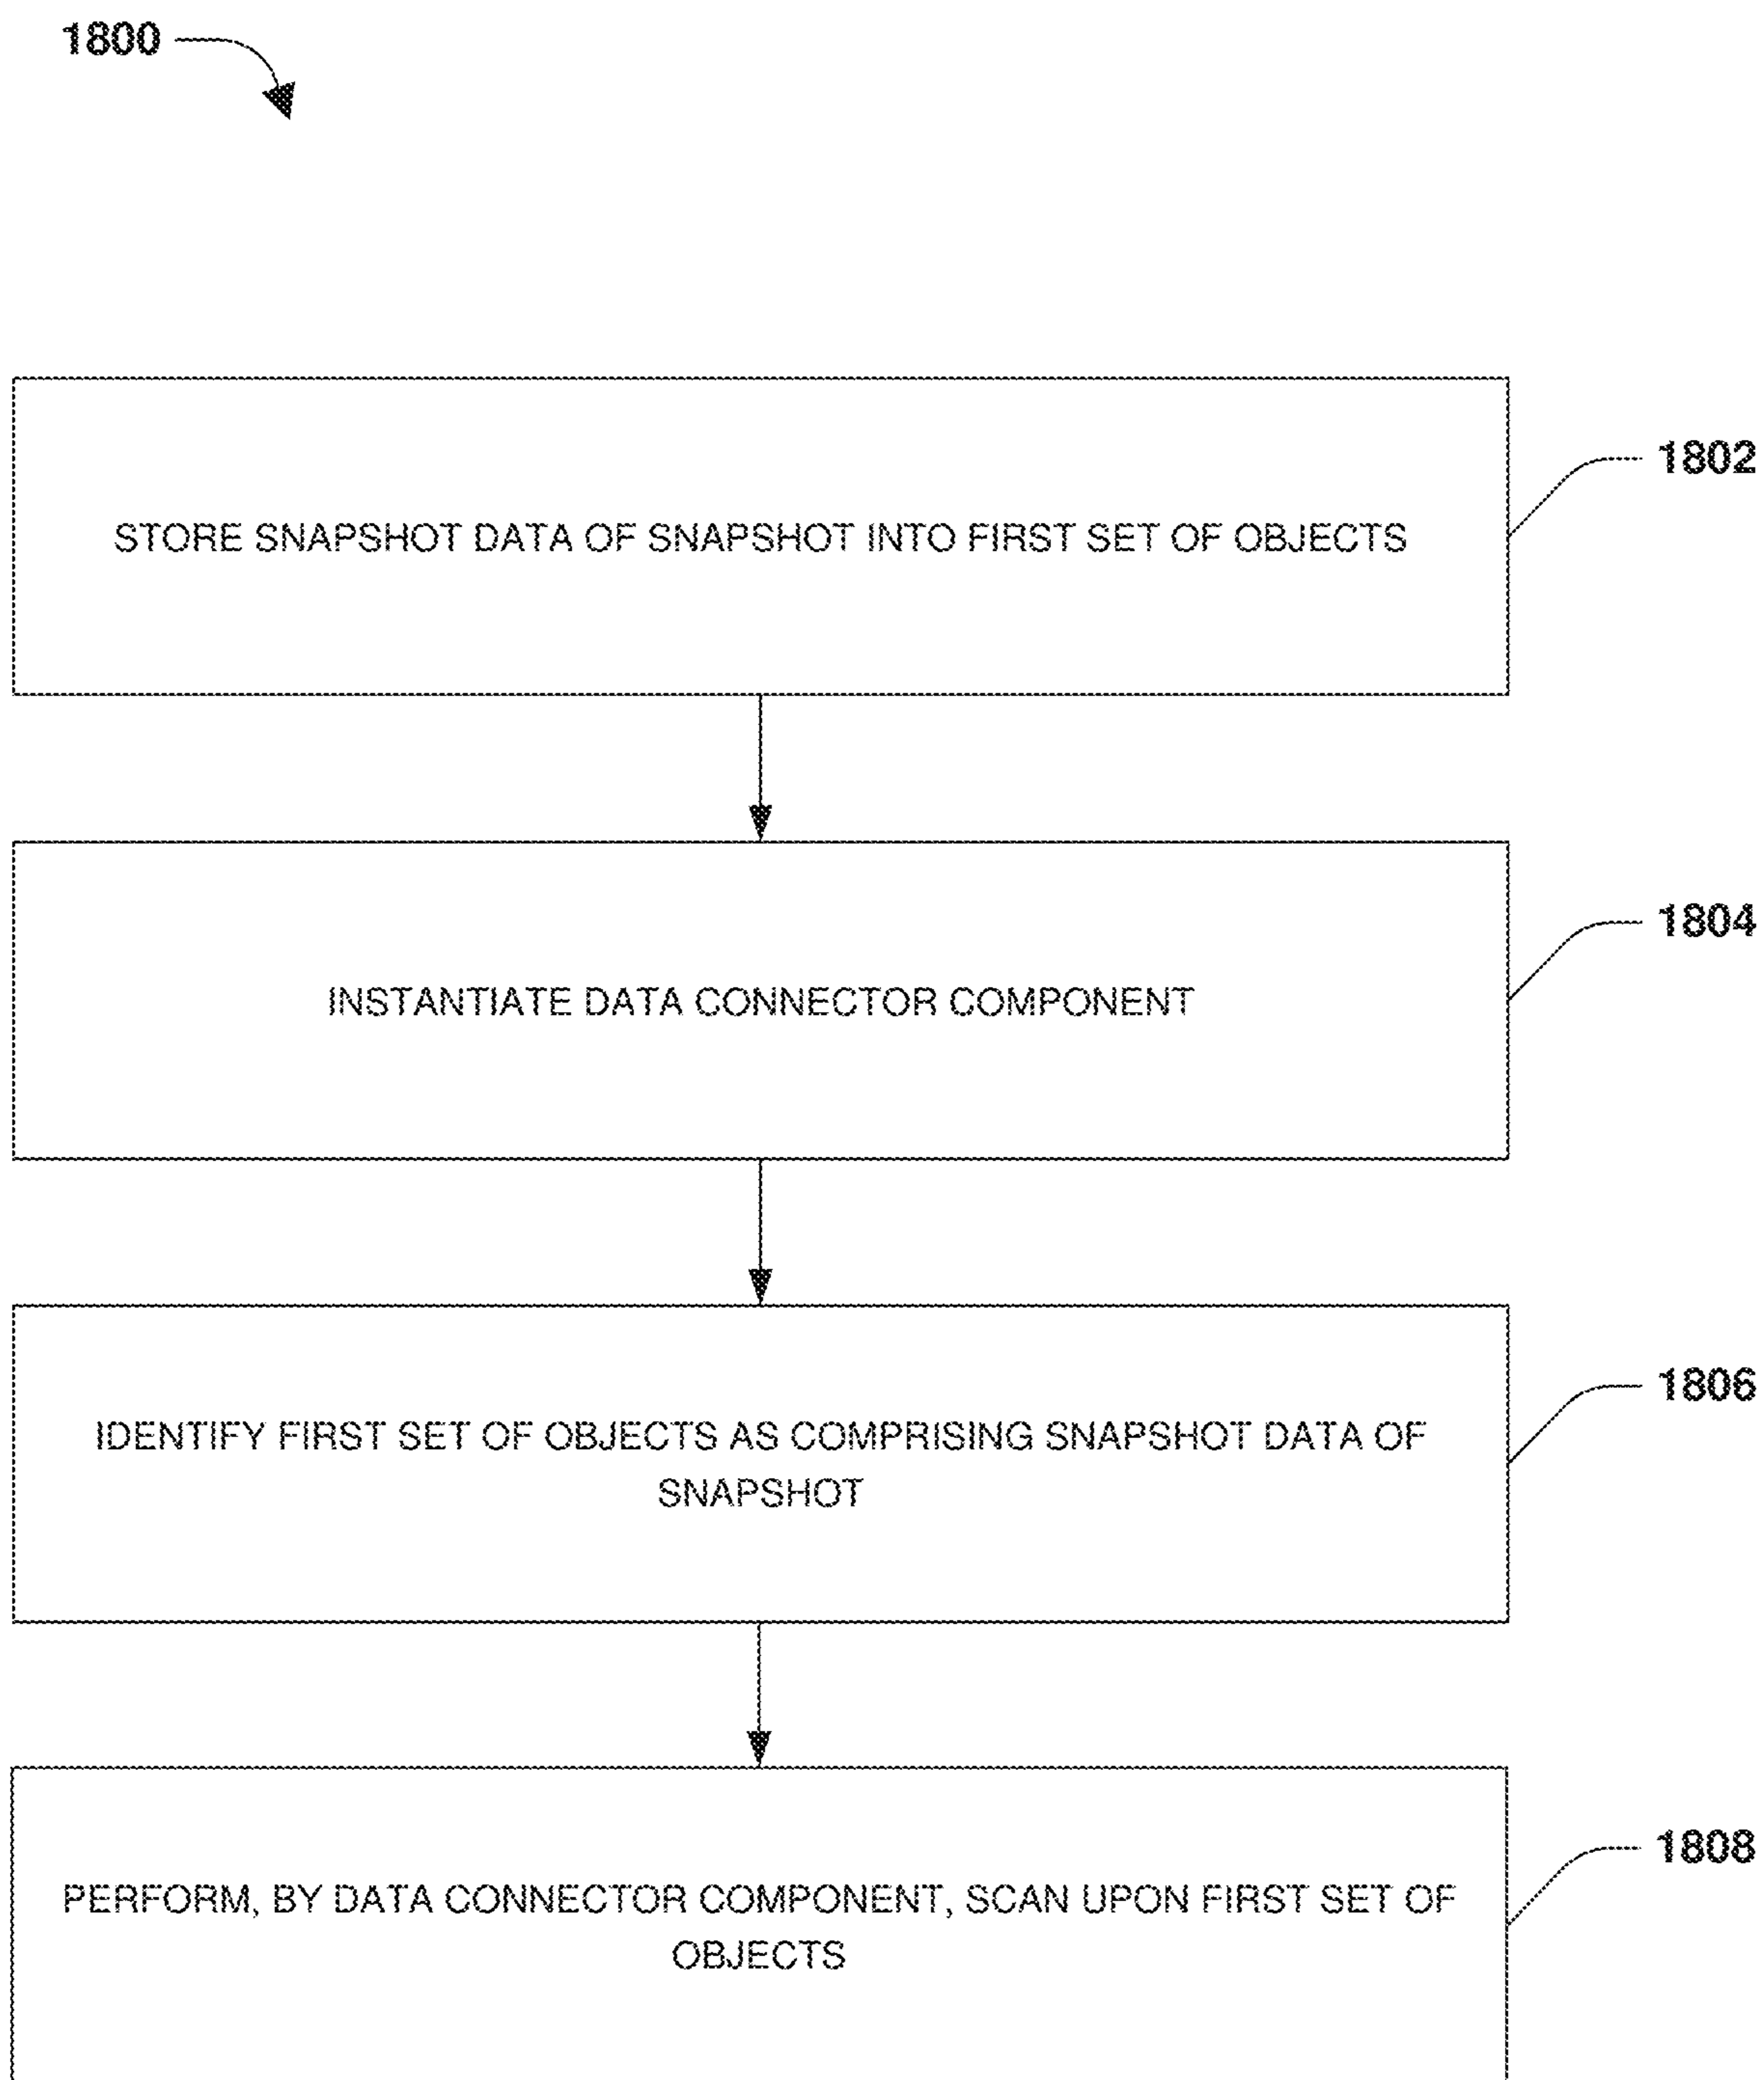 1800
STORE SNAPSHOT DATA OF SNAPSHOT INTO FIRST SET OF OBJECTS
1802
INSTANTIATE DATA CONNECTOR COMPONENT
1804
IDENTIFY FIRST SET OF OBJECTS AS COMPRISING SNAPSHOT DATA OF
SNAPSHOT
1806
PERFORM, BY DATA CONNECTOR COMPONENT, SCAN UPON FIRST SET OF
OBJECTS
1808